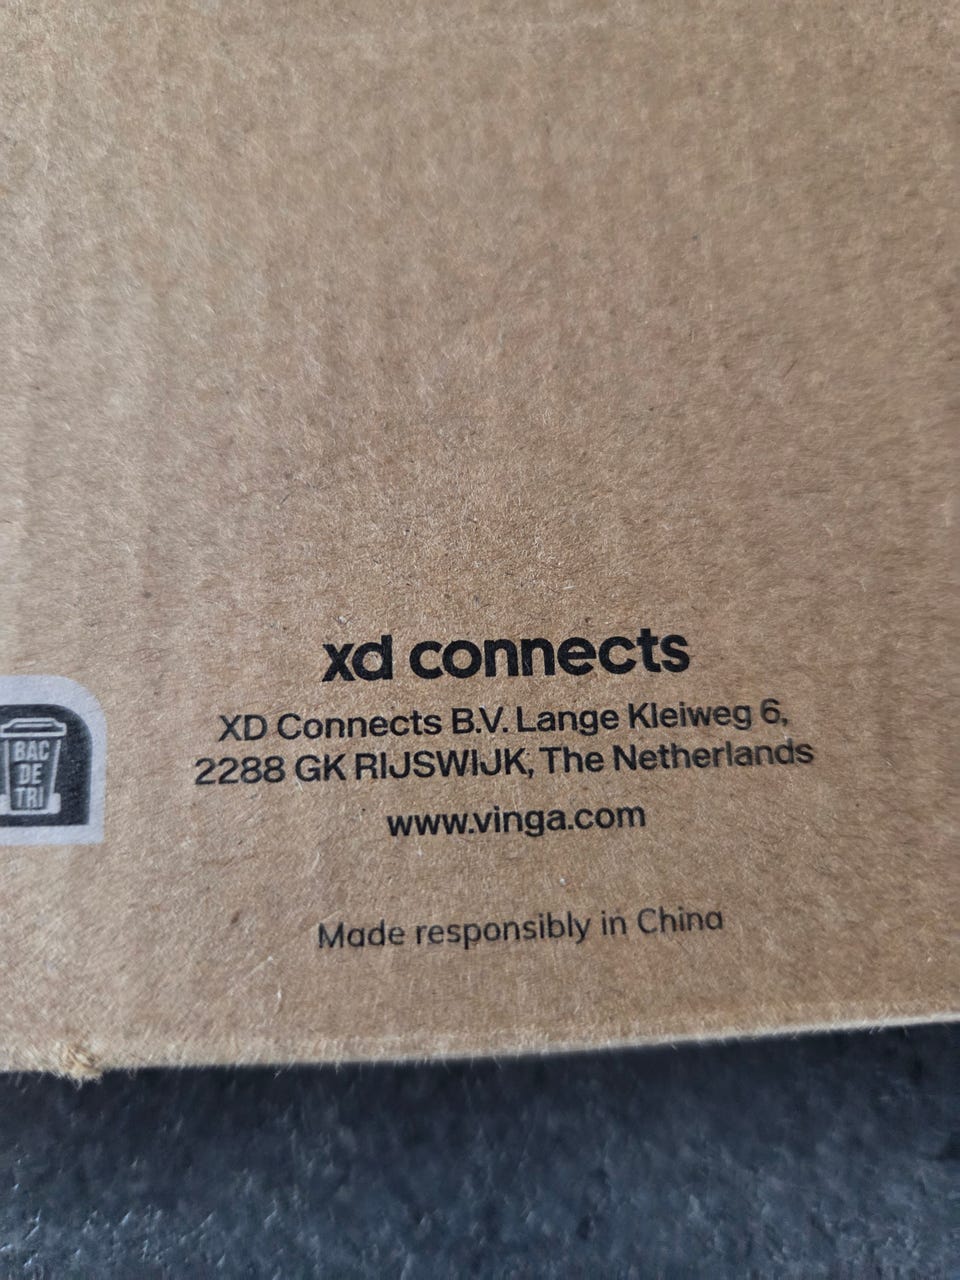 xd connects
XD Connects B.V. Lange Kleiweg 6,
2288 GK RIJSWIJK, The Netherlands
www.vinga.com
Made responsibly in China
BAC
DE
TRI